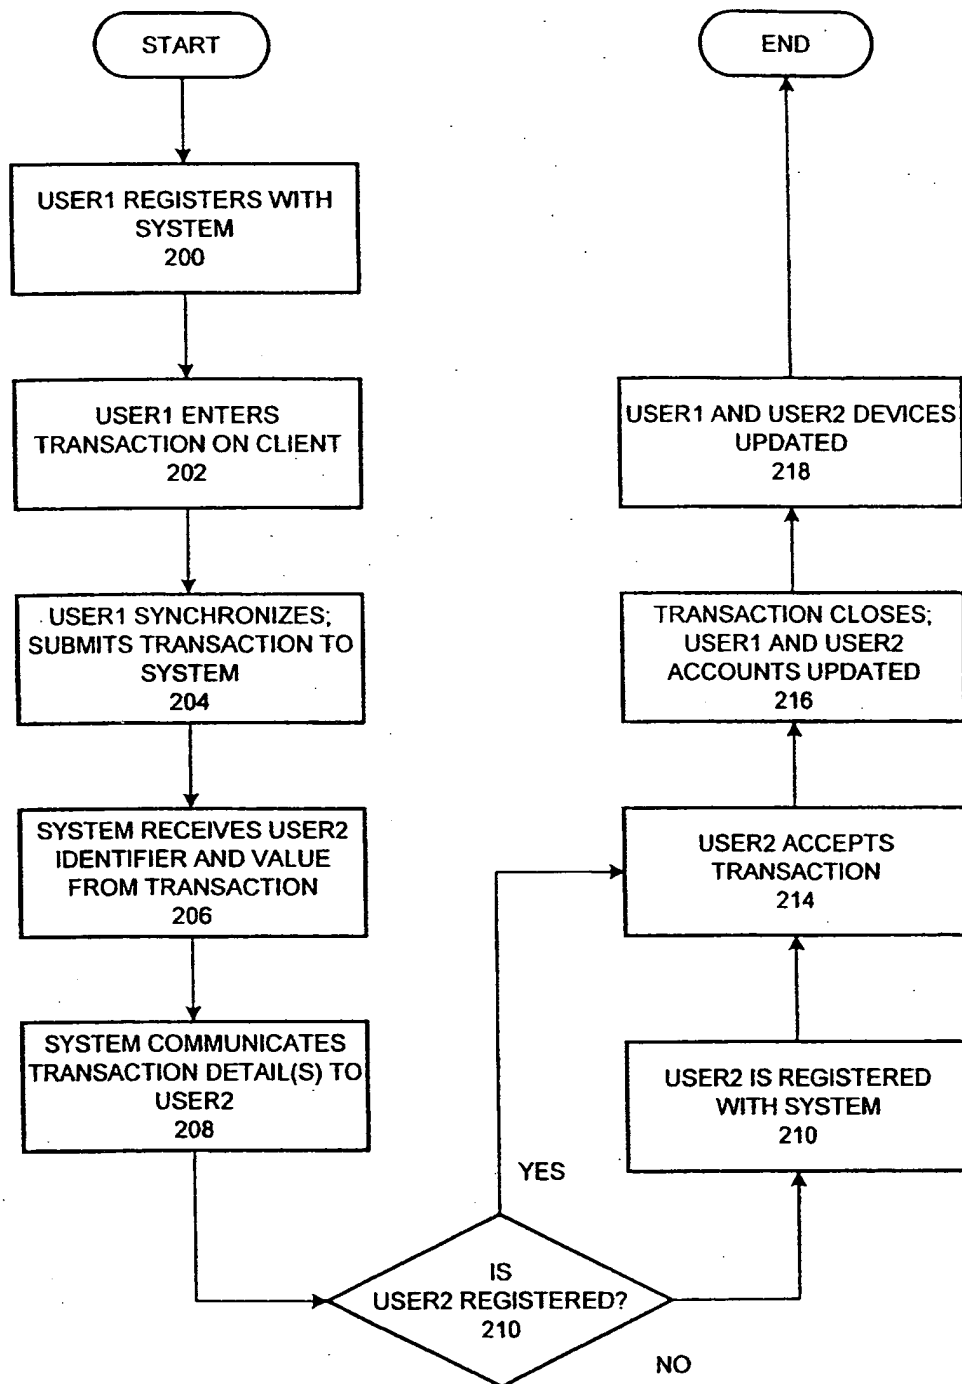 START
USER1 REGISTERS WITH
SYSTEM
200
USER1 ENTERS
TRANSACTION ON CLIENT
202
USER1 SYNCHRONIZES;
SUBMITS TRANSACTION TO
SYSTEM
204
SYSTEM RECEIVES USER2
IDENTIFIER AND VALUE
FROM TRANSACTION
206
SYSTEM COMMUNICATES
TRANSACTION DETAIL(S) TO
USER2
208
IS
USER2 REGISTERED?
210
YES
NO
USER2 IS REGISTERED
WITH SYSTEM
210
USER2 ACCEPTS
TRANSACTION
214
TRANSACTION CLOSES;
USER1 AND USER2
ACCOUNTS UPDATED
216
USER1 AND USER2 DEVICES
UPDATED
218
END